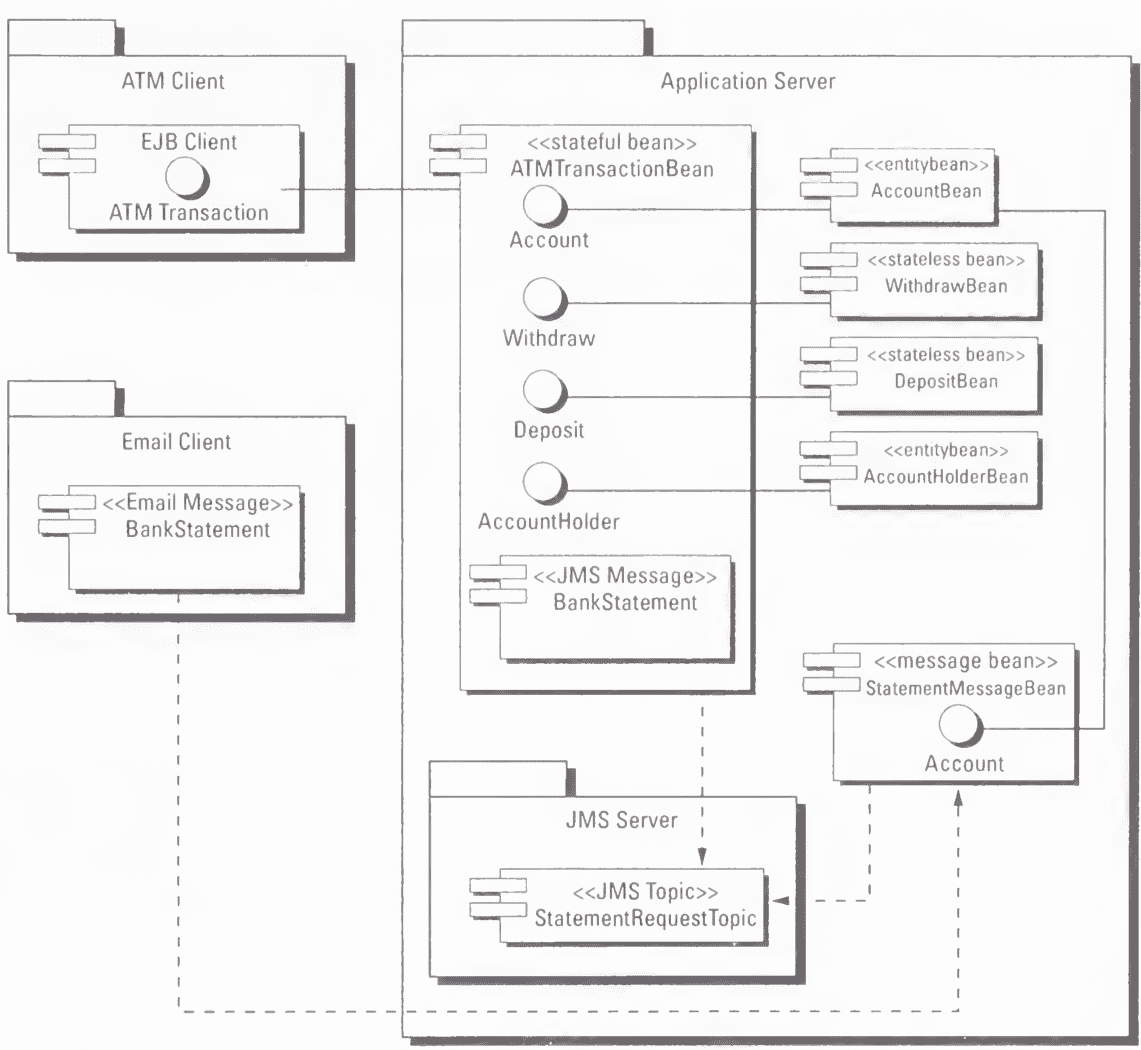 ATM Client
EJB Client
ATM Transaction
Application Server
<<stateful bean>>
ATMTransactionBean
Account
Withdraw
Deposit
AccountHolder
<<JMS Message>>
BankStatement
<<entitybean>>
AccountBean
<<stateless bean>>
WithdrawBean
<<stateless bean>>
DepositBean
<<entitybean>>
AccountHolderBean
Email Client
<<Email Message>>
BankStatement
<<message bean>>
StatementMessageBean
Account
JMS Server
<<JMS Topic>>
StatementRequestTopic